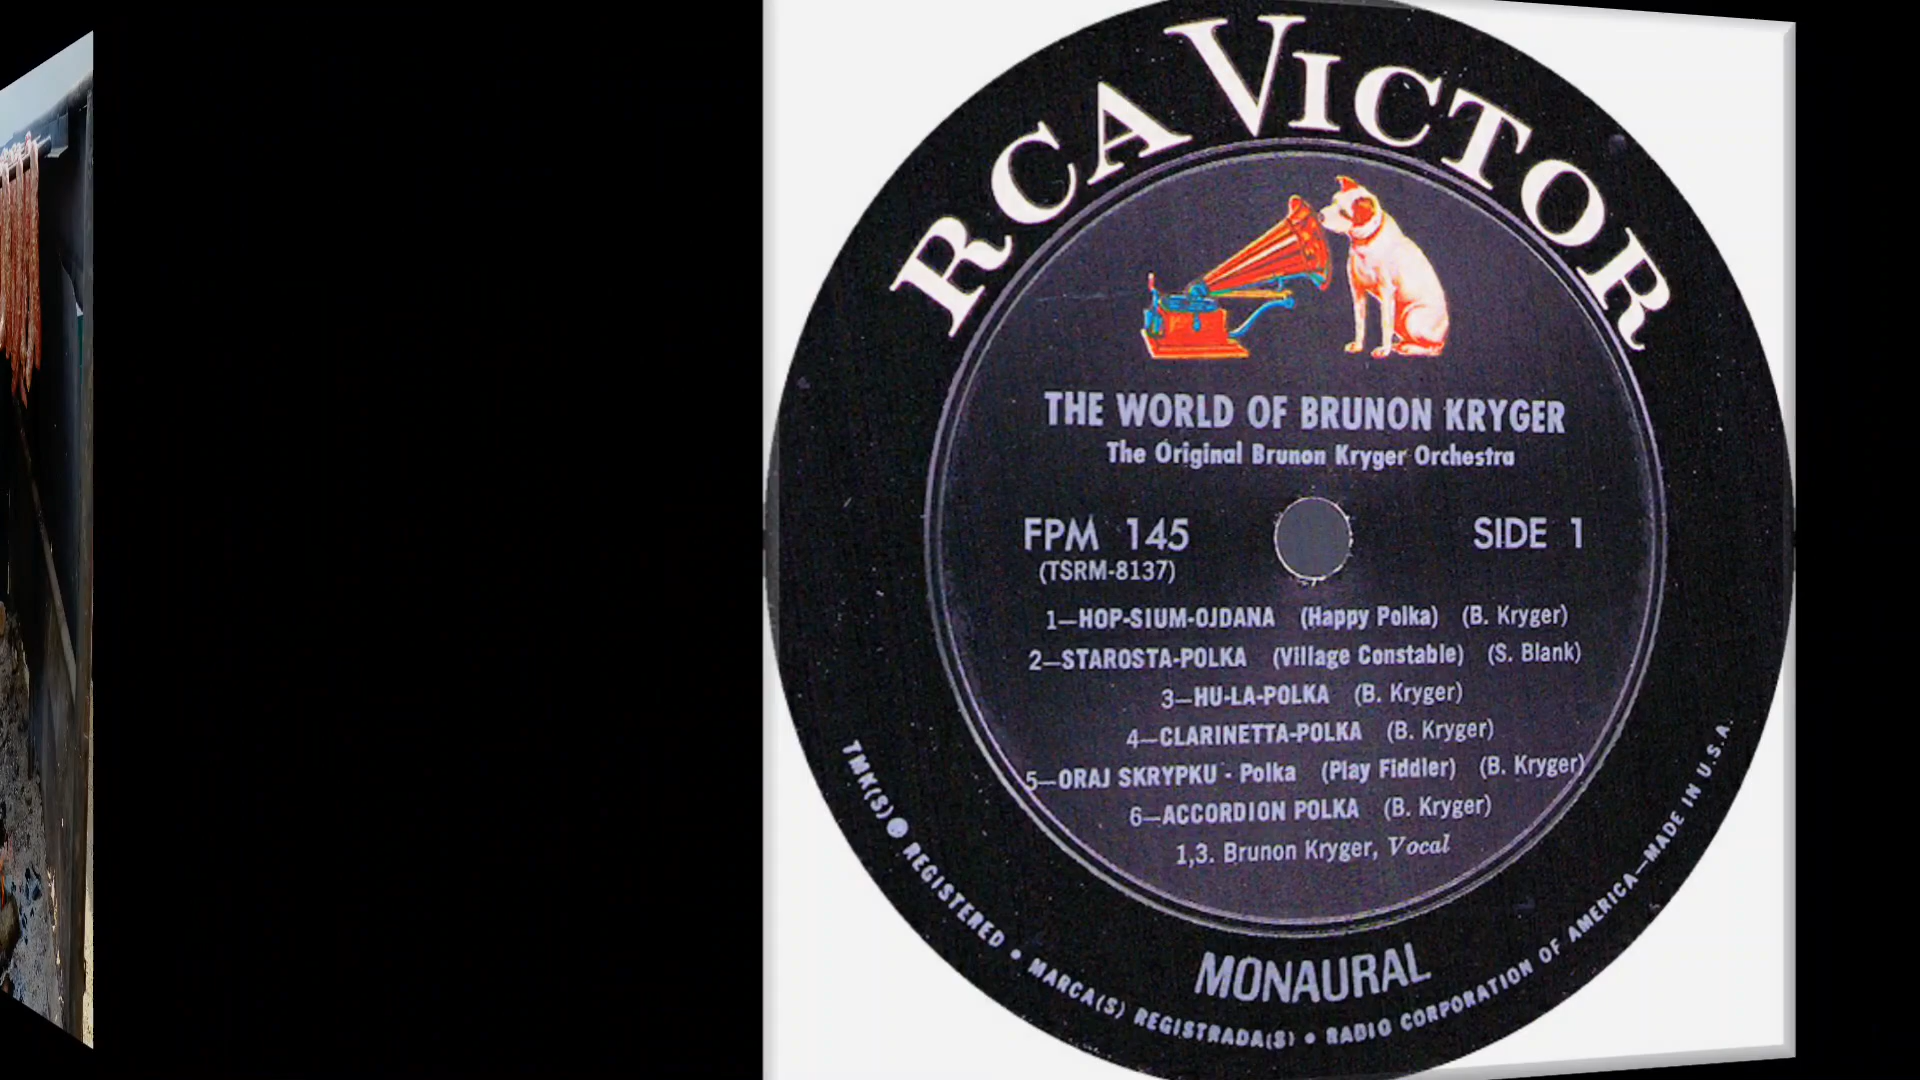 RCA VICTOR
THE WORLD OF BRUNON KRYGER
The Original Brunon Kryger Orchestra
FPM 145
(TSRM-8137)
SIDE 1
1—HOP-SIUM-OJDANA (Happy Polka) (B. Kryger)
2—STAROSTA-POLKA (Village Constable) (S. Blank)
3—HU-LA-POLKA (B. Kryger)
4—CLARINETTA-POLKA (B. Kryger)
5—ORAJ SKRYPKU - Polka (Play Fiddler) (B. Kryger)
6—ACCORDION POLKA (B. Kryger)
1,3. Brunon Kryger, Vocal
MONAURAL
TMK(S) ® REGISTERED • MARCA(S) REGISTRADA(S) • RADIO CORPORATION OF AMERICA—MADE IN U.S.A.